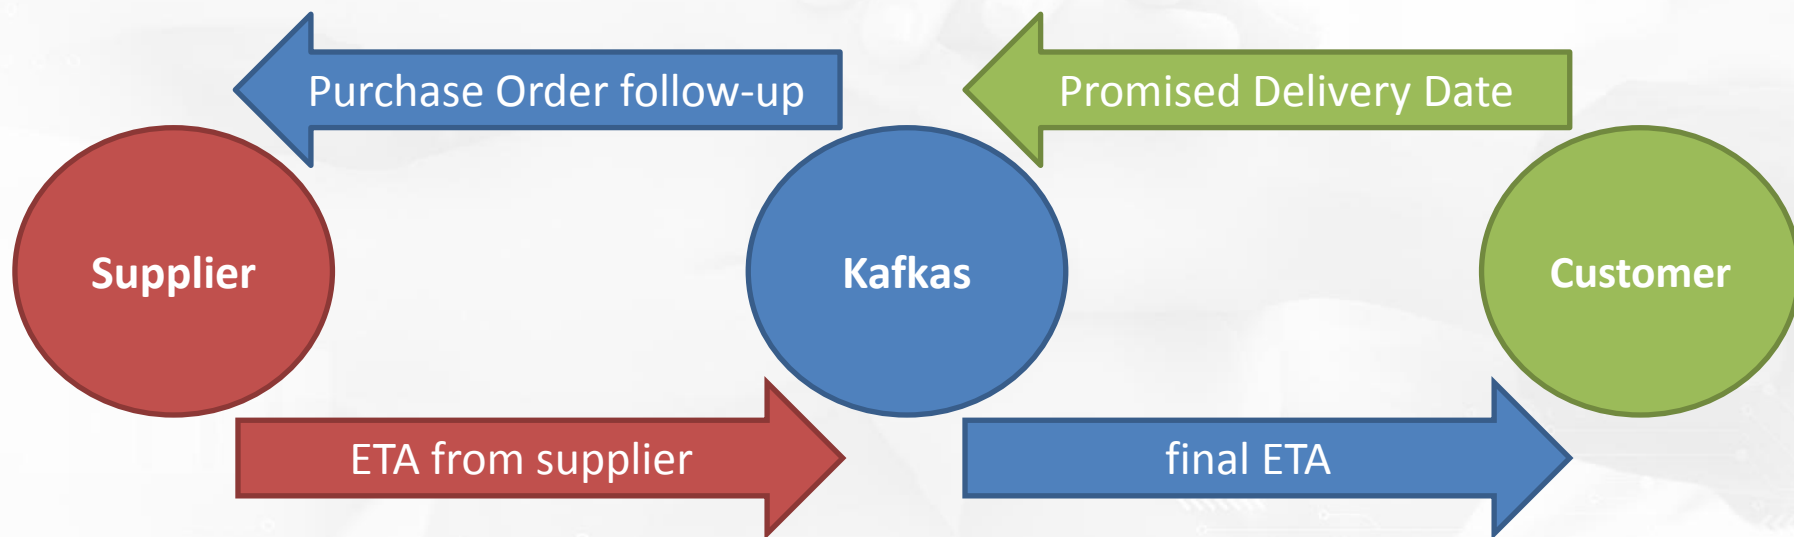 Purchase Order follow-up
Promised Delivery Date
Supplier
Kafkas
Customer
ETA from supplier
final ETA